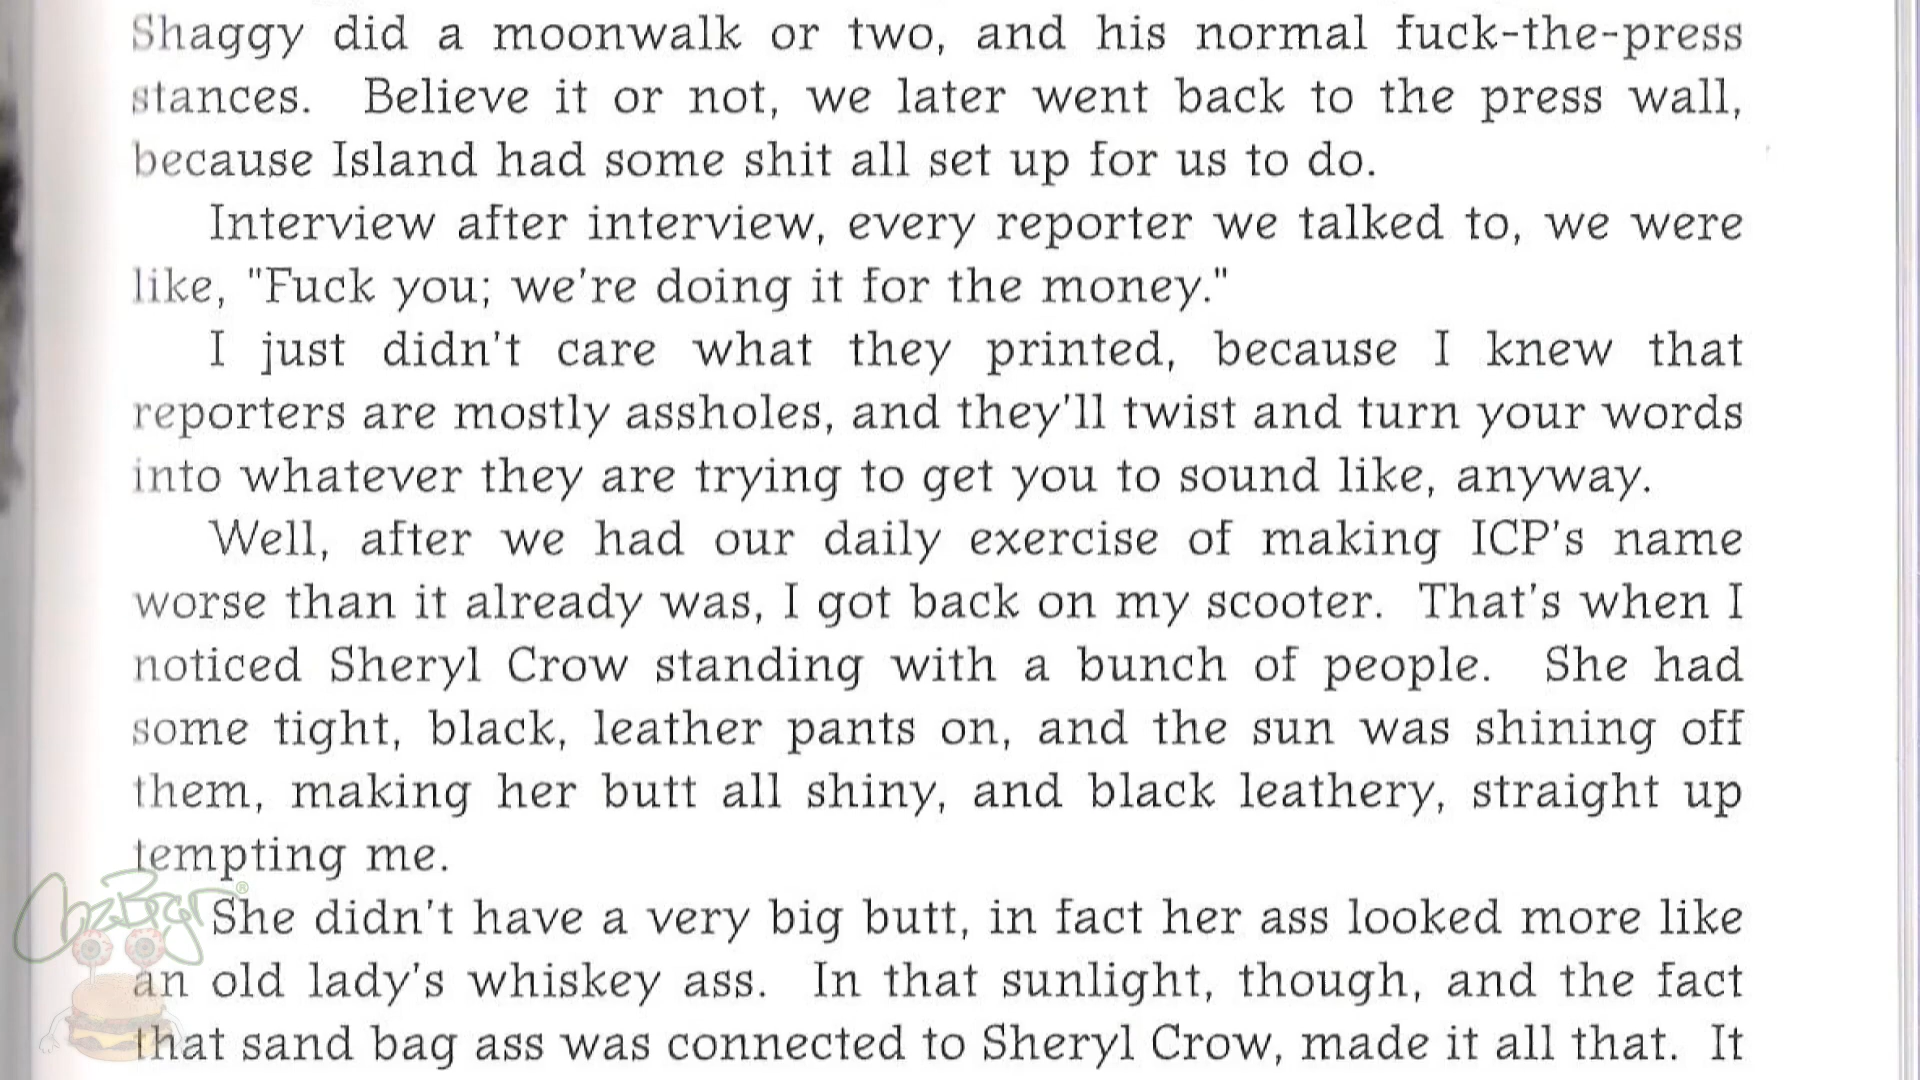 Shaggy did a moonwalk or two, and his normal fuck-the-press
stances. Believe it or not, we later went back to the press wall,
because Island had some shit all set up for us to do.
Interview after interview, every reporter we talked to, we were
like, "Fuck you; we're doing it for the money."
I just didn't care what they printed, because I knew that
reporters are mostly assholes, and they'll twist and turn your words
into whatever they are trying to get you to sound like, anyway.
Well, after we had our daily exercise of making ICP's name
worse than it already was, I got back on my scooter. That's when I
noticed Sheryl Crow standing with a bunch of people. She had
some tight, black, leather pants on, and the sun was shining off
them, making her butt all shiny, and black leathery, straight up
tempting me.
She didn't have a very big butt, in fact her ass looked more like
an old lady's whiskey ass. In that sunlight, though, and the fact
that sand bag ass was connected to Sheryl Crow, made it all that. It